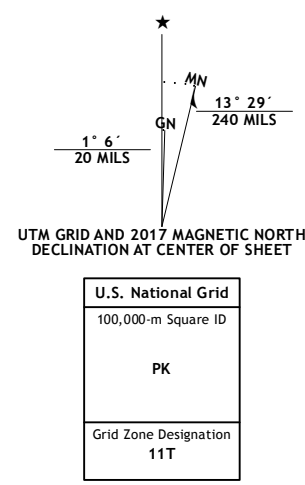 ★
MN
13° 29´
240 MILS
GN
1° 6´
20 MILS
UTM GRID AND 2017 MAGNETIC NORTH
DECLINATION AT CENTER OF SHEET
U.S. National Grid
100,000-m Square ID
PK
Grid Zone Designation
11T